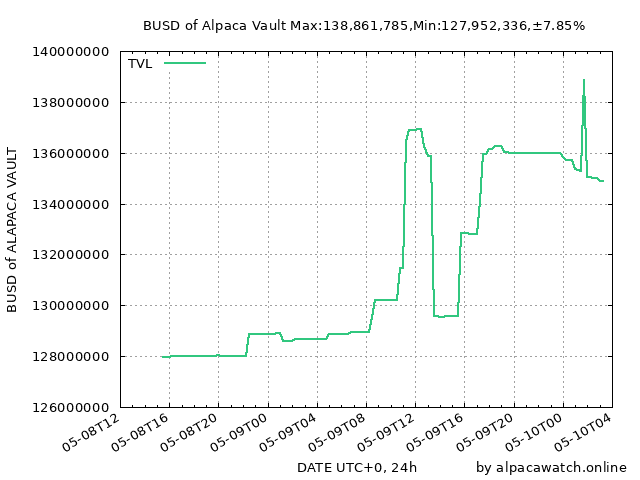 BUSD of Alpaca Vault Max:138,861,785,Min:127,952,336,±7.85%
TVL
BUSD of ALAPACA VAULT
140000000
138000000
136000000
134000000
132000000
130000000
128000000
126000000
05-08T12
05-08T16
05-08T20
05-09T00
05-09T04
05-09T08
05-09T12
05-09T16
05-09T20
05-10T00
05-10T04
DATE UTC+0, 24h
by alpacawatch.online